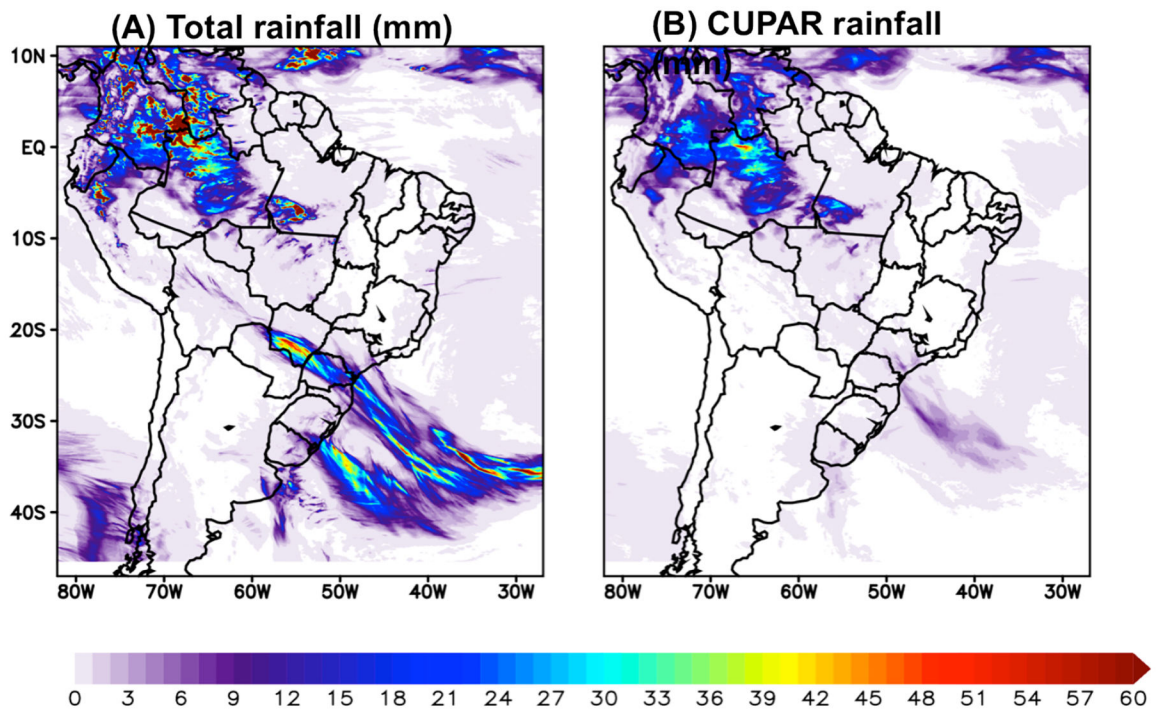 (A) Total rainfall (mm)
(B) CUPAR rainfall
(mm)
10N
EQ
10S
20S
30S
40S
80W 70W 60W 50W 40W 30W
80W 70W 60W 50W 40W 30W
0 3 6 9 12 15 18 21 24 27 30 33 36 39 42 45 48 51 54 57 60